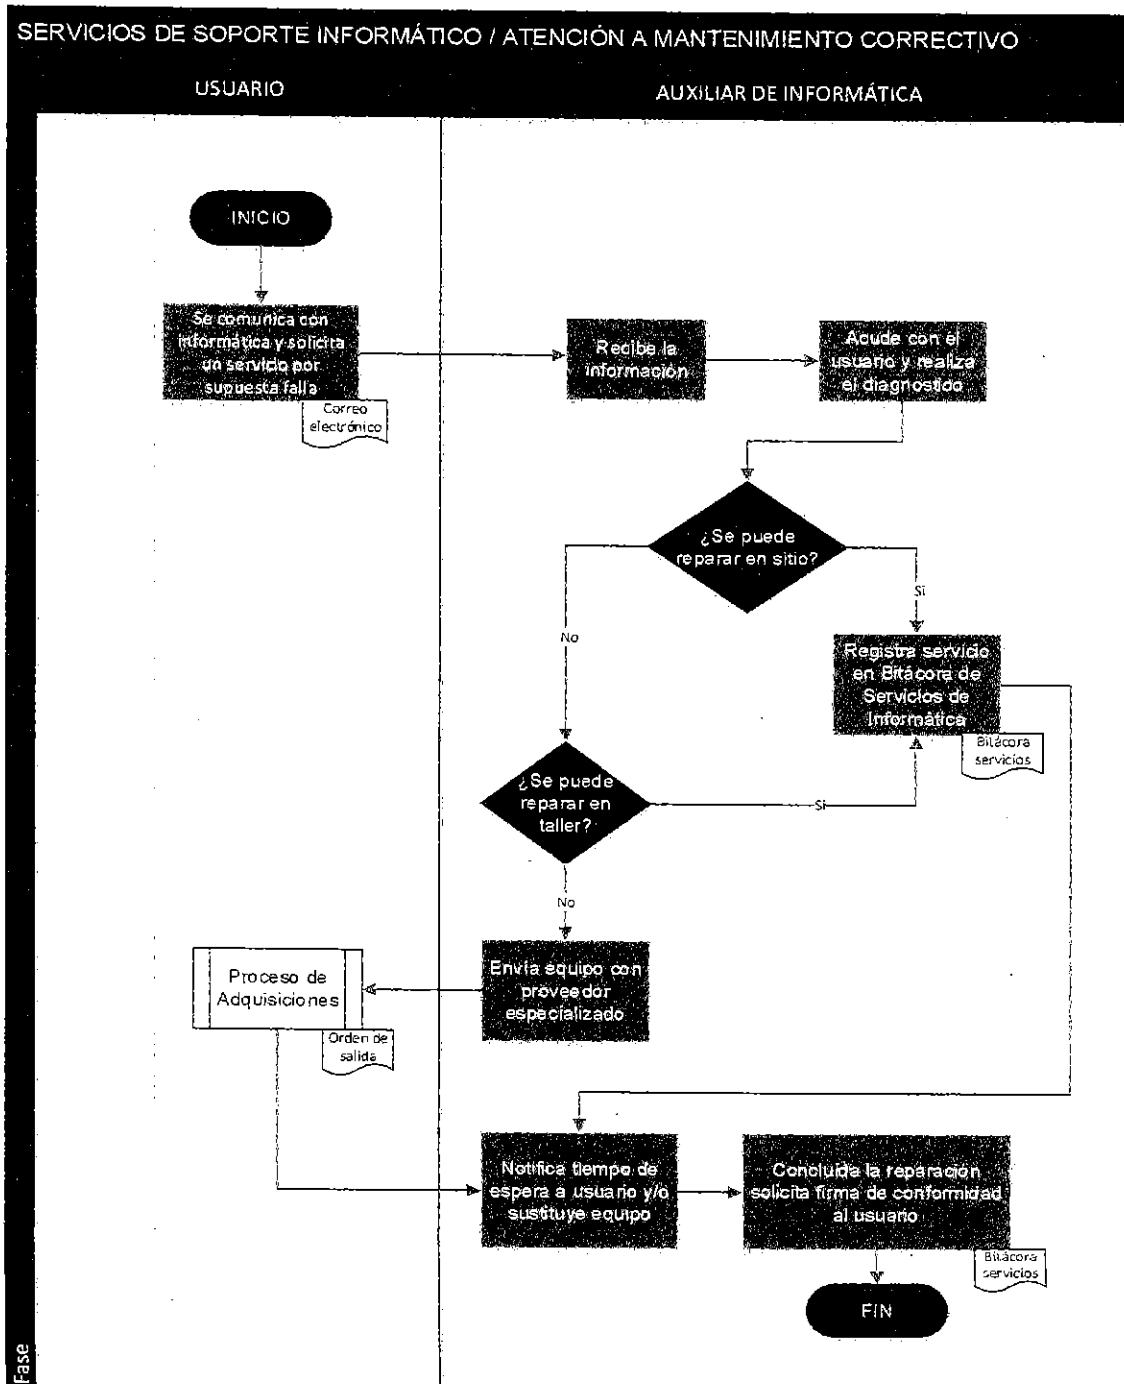 SERVICIOS DE SOPORTE INFORMÁTICO / ATENCIÓN A MANTENIMIENTO CORRECTIVO
USUARIO
AUXILIAR DE INFORMÁTICA
INICIO
Se comunica con
informática y solicita
un servicio por
supuesta falla
Correo
electrónico
Recibe la
información
Acude con el
usuario y realiza
el diagnostido
¿Se puede
reparar en sitio?
Si
No
Registra servicio
en Bitácora de
Servicios de
Informática
Bitácora
servicios
¿Se puede
reparar en
taller?
Si
No
Envía equipo con
proveedor
especializado
Proceso de
Adquisiciones
Orden de
salida
Notifica tiempo de
espera a usuario y/o
sustituye equipo
Concluida la reparación
solicita firma de conformidad
al usuario
Bitácora
servicios
FIN
Fase